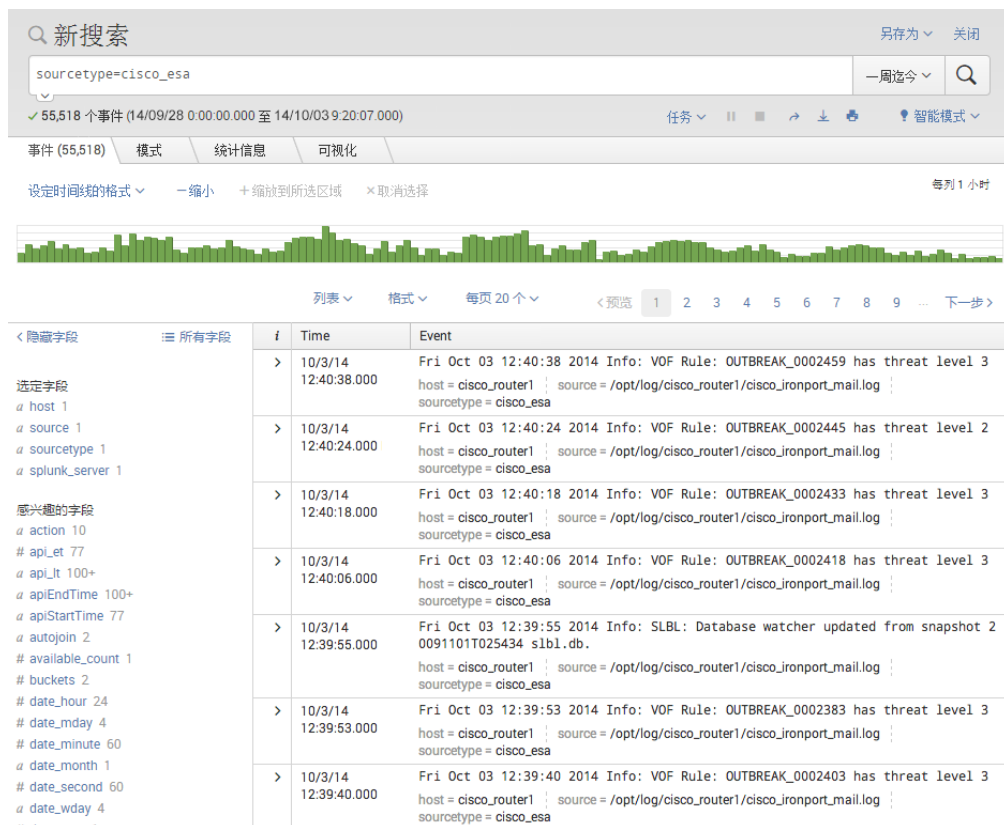 新搜索
另存为 关闭
sourcetype=cisco_esa
一周迄今
55,518 个事件 (14/09/28 0:00:00.000 至 14/10/03 9:20:07.000)
任务 智能模式
事件 (55,518) 模式 统计信息 可视化
设定时间线的格式 一缩小 +缩放到所选区域 ×取消选择
每列 1 小时
列表 格式 每页 20 个 <预览 1 2 3 4 5 6 7 8 9 ... 下一步 >
<隐藏字段 所有字段
选定字段
a host 1
a source 1
a sourcetype 1
a splunk_server 1
感兴趣的字段
a action 10
# api_et 77
a api_lt 100+
a apiEndTime 100+
a apiStartTime 77
a autojoin 2
# available_count 1
# buckets 2
# date_hour 24
# date_mday 4
# date_minute 60
a date_month 1
# date_second 60
a date_wday 4
i Time Event
> 10/3/14 12:40:38.000
Fri Oct 03 12:40:38 2014 Info: VOF Rule: OUTBREAK_0002459 has threat level 3
host = cisco_router1 source = /opt/log/cisco_router1/cisco_ironport_mail.log
sourcetype = cisco_esa
> 10/3/14 12:40:24.000
Fri Oct 03 12:40:24 2014 Info: VOF Rule: OUTBREAK_0002445 has threat level 2
host = cisco_router1 source = /opt/log/cisco_router1/cisco_ironport_mail.log
sourcetype = cisco_esa
> 10/3/14 12:40:18.000
Fri Oct 03 12:40:18 2014 Info: VOF Rule: OUTBREAK_0002433 has threat level 3
host = cisco_router1 source = /opt/log/cisco_router1/cisco_ironport_mail.log
sourcetype = cisco_esa
> 10/3/14 12:40:06.000
Fri Oct 03 12:40:06 2014 Info: VOF Rule: OUTBREAK_0002418 has threat level 3
host = cisco_router1 source = /opt/log/cisco_router1/cisco_ironport_mail.log
sourcetype = cisco_esa
> 10/3/14 12:39:55.000
Fri Oct 03 12:39:55 2014 Info: SLBL: Database watcher updated from snapshot 2
0091101T025434 slbl.db.
host = cisco_router1 source = /opt/log/cisco_router1/cisco_ironport_mail.log
sourcetype = cisco_esa
> 10/3/14 12:39:53.000
Fri Oct 03 12:39:53 2014 Info: VOF Rule: OUTBREAK_0002383 has threat level 3
host = cisco_router1 source = /opt/log/cisco_router1/cisco_ironport_mail.log
sourcetype = cisco_esa
> 10/3/14 12:39:40.000
Fri Oct 03 12:39:40 2014 Info: VOF Rule: OUTBREAK_0002403 has threat level 3
host = cisco_router1 source = /opt/log/cisco_router1/cisco_ironport_mail.log
sourcetype = cisco_esa